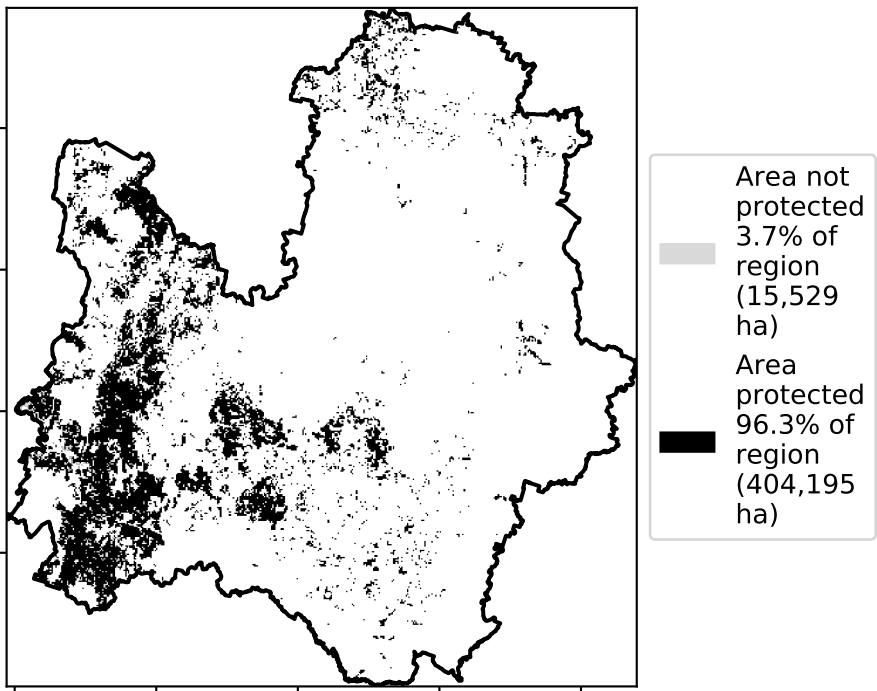 Area not
protected
3.7% of
region
(15,529
ha)
Area
protected
96.3% of
region
(404,195
ha)